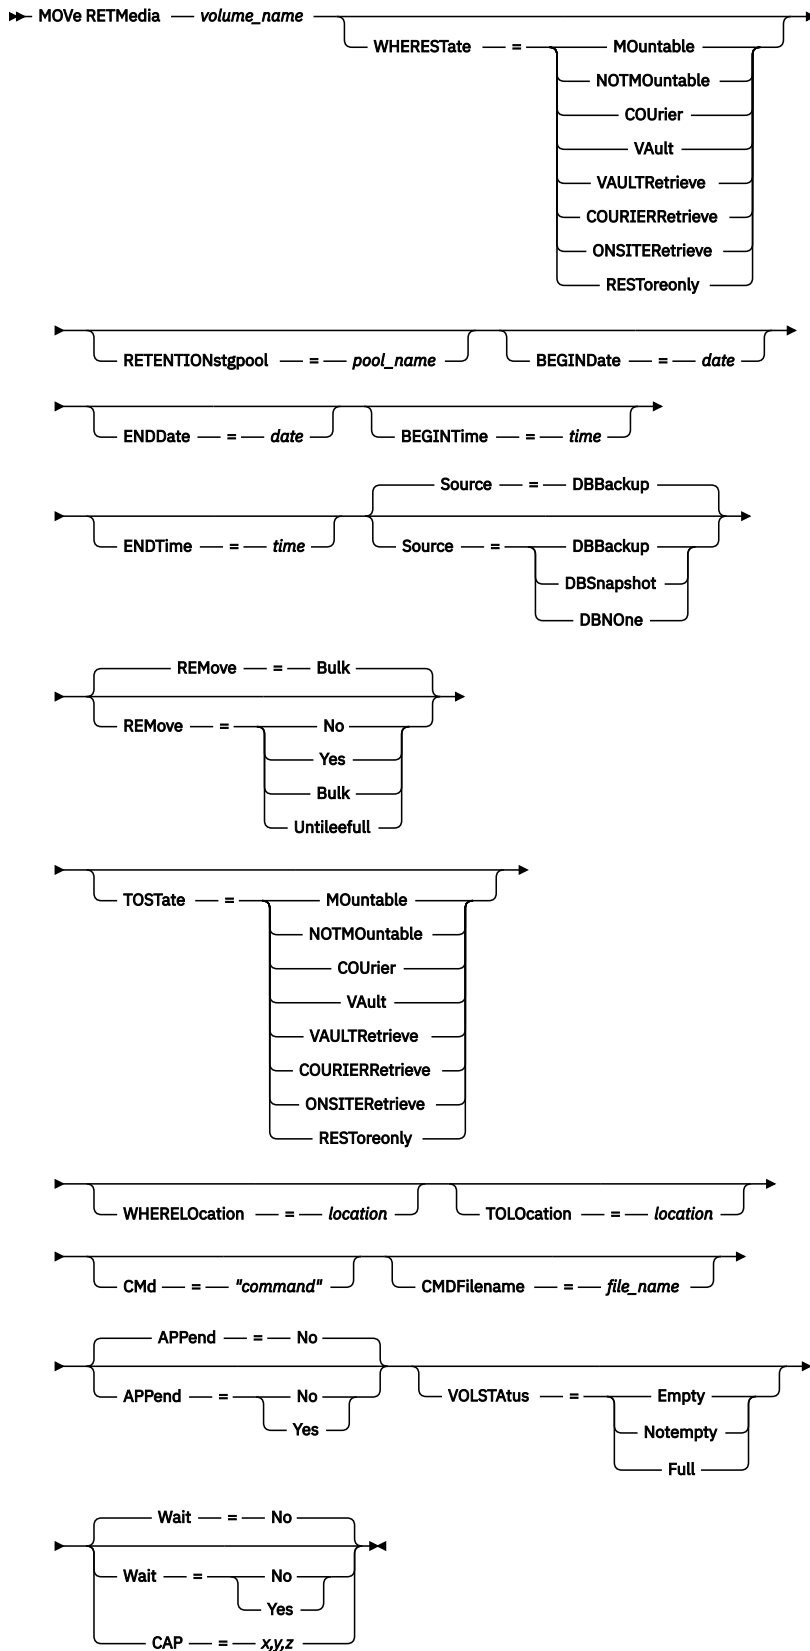 MOVe RETMedia volume_name
WHEREState = MOuntable
NOTMOuntable
COUrier
VAult
VAULTRetrieve
COURIERRetrieve
ONSITERetrieve
RESToreonly
RETENTIONstgpool = pool_name BEGINDate = date
ENDDate = date BEGINTime = time
Source = DBBackup
ENDTime = time Source = DBBackup
DBSnapshot
DBNOne
REMove = Bulk
REMove = No
Yes
Bulk
Untileefull
TOSTate = MOuntable
NOTMOuntable
COUrier
VAult
VAULTRetrieve
COURIERRetrieve
ONSITERetrieve
RESToreonly
WHERELOcation = location TOLOcation = location
CMd = "command" CMDFilename = file_name
APPend = No
APPend = No VOLSTAtus = Empty
Yes Notempty
Full
Wait = No
Wait = No
Yes
CAP = x,y,z